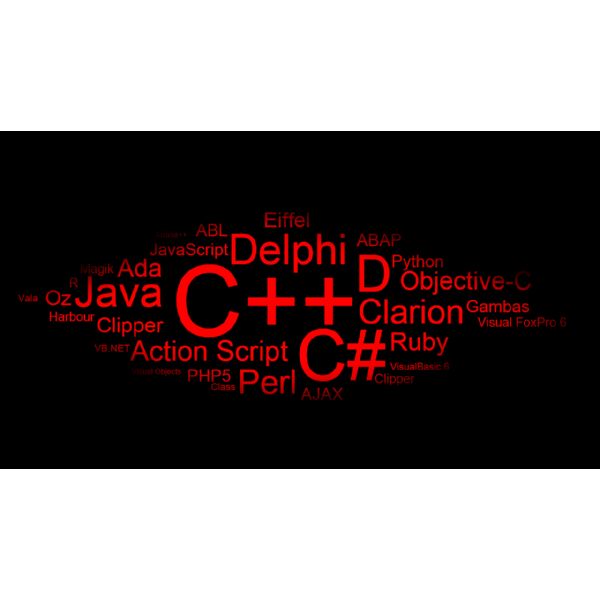 Eiffel
ABL
JavaScript
Delphi
ABAP
Python
Magik
Ada
D
Objective-C
R
Vala
Oz
Java
C++
Clarion
Gambas
Harbour
Clipper
Visual FoxPro 6
VB.NET
Action Script
C#
Ruby
Visual Objects
PHP5
Class
Perl
VisualBasic 6
Clipper
AJAX